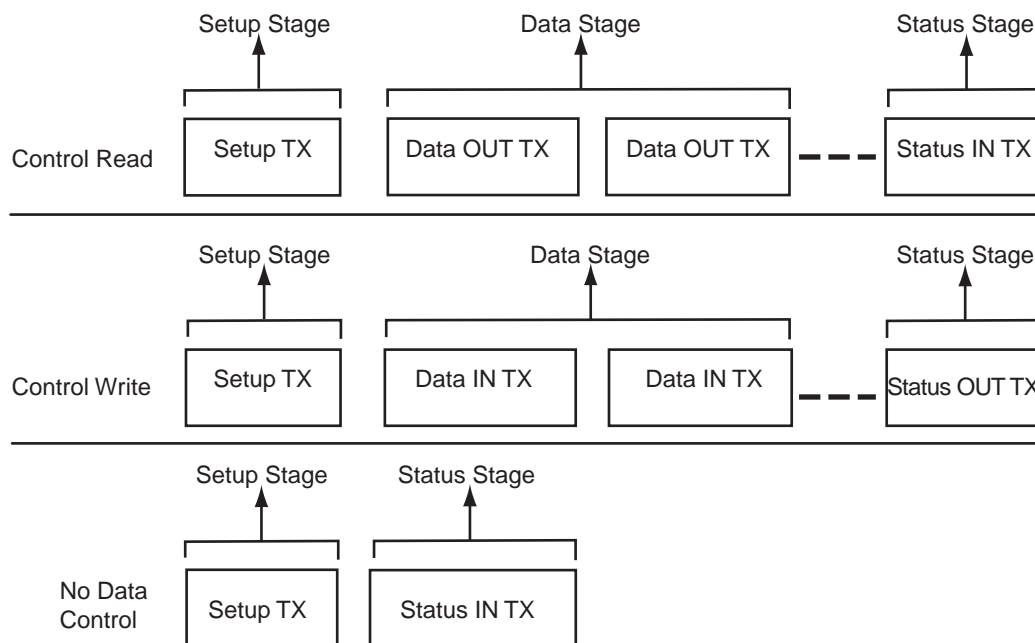 Setup Stage Data Stage Status Stage
Control Read Setup TX Data OUT TX Data OUT TX Status IN TX
Setup Stage Data Stage Status Stage
Control Write Setup TX Data IN TX Data IN TX Status OUT TX
Setup Stage Status Stage
No Data
Control
Setup TX Status IN TX